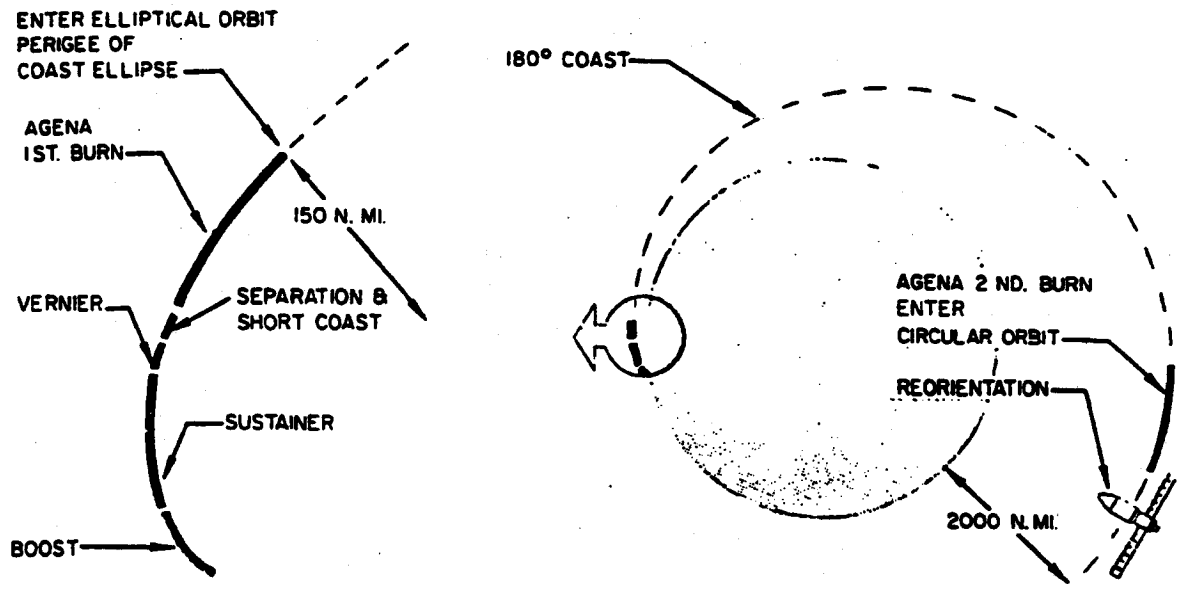 ENTER ELLIPTICAL ORBIT
PERIGEE OF
COAST ELLIPSE
AGENA
1ST. BURN
150 N. MI.
VERNIER
SEPARATION &
SHORT COAST
SUSTAINER
BOOST
180° COAST
AGENA 2 ND. BURN
ENTER
CIRCULAR ORBIT
REORIENTATION
2000 N. MI.